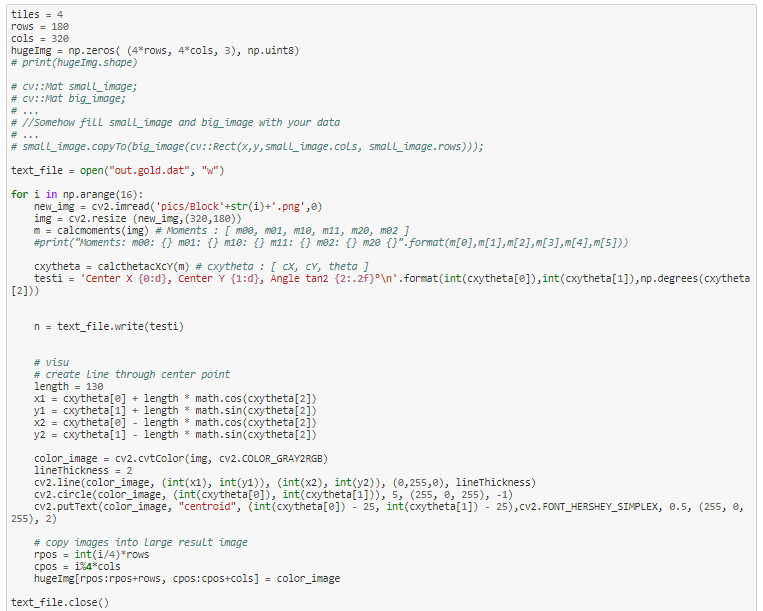 tiles = 4
rows = 180
cols = 320
hugeImg = np.zeros( (4*rows, 4*cols, 3), np.uint8)
# print(hugeImg.shape)

# cv::Mat small_image;
# cv::Mat big_image;
# ...
# //Somehow fill small_image and big_image with your data
# ...
# small_image.copyTo(big_image(cv::Rect(x,y,small_image.cols, small_image.rows)));

text_file = open("out.gold.dat", "w")

for i in np.arange(16):
    new_img = cv2.imread('pics/Block'+str(i)+'.png',0)
    img = cv2.resize (new_img,(320,180))
    m = calcmoments(img) # Moments : [ m00, m01, m10, m11, m20, m02 ]
    #print("Moments: m00: {} m01: {} m10: {} m11: {} m02: {} m20 {}".format(m[0],m[1],m[2],m[3],m[4],m[5]))

    cxytheta = calcthetacXcY(m) # cxytheta : [ cX, cY, theta ]
    testi = 'Center X {0:d}, Center Y {1:d}, Angle tan2 {2:.2f}°\n'.format(int(cxytheta[0]),int(cxytheta[1]),np.degrees(cxytheta
[2]))

    n = text_file.write(testi)

    # visu
    # create line through center point
    length = 130
    x1 = cxytheta[0] + length * math.cos(cxytheta[2])
    y1 = cxytheta[1] + length * math.sin(cxytheta[2])
    x2 = cxytheta[0] - length * math.cos(cxytheta[2])
    y2 = cxytheta[1] - length * math.sin(cxytheta[2])

    color_image = cv2.cvtColor(img, cv2.COLOR_GRAY2RGB)
    lineThickness = 2
    cv2.line(color_image, (int(x1), int(y1)), (int(x2), int(y2)), (0,255,0), lineThickness)
    cv2.circle(color_image, (int(cxytheta[0]), int(cxytheta[1])), 5, (255, 0, 255), -1)
    cv2.putText(color_image, "centroid", (int(cxytheta[0]) - 25, int(cxytheta[1]) - 25),cv2.FONT_HERSHEY_SIMPLEX, 0.5, (255, 0,
255), 2)

    # copy images into large result image
    rpos = int(i/4)*rows
    cpos = i%4*cols
    hugeImg[rpos:rpos+rows, cpos:cpos+cols] = color_image

text_file.close()